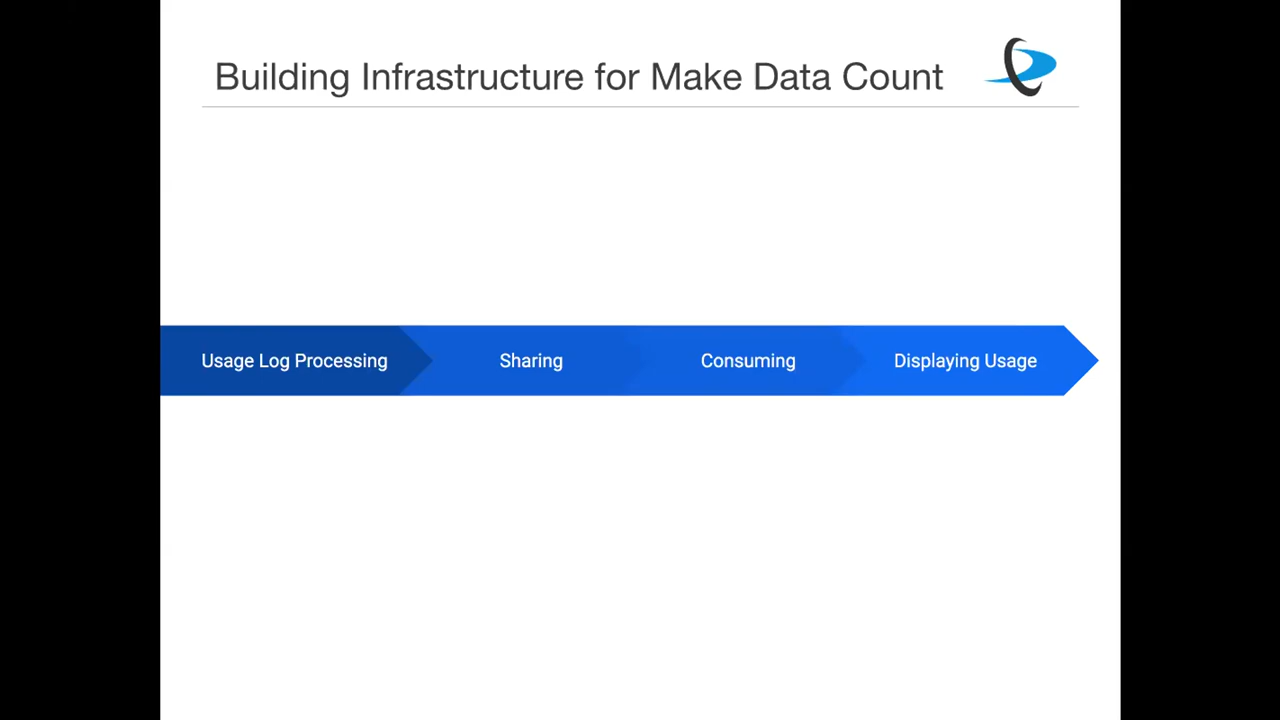 Building Infrastructure for Make Data Count
Usage Log Processing
Sharing
Consuming
Displaying Usage